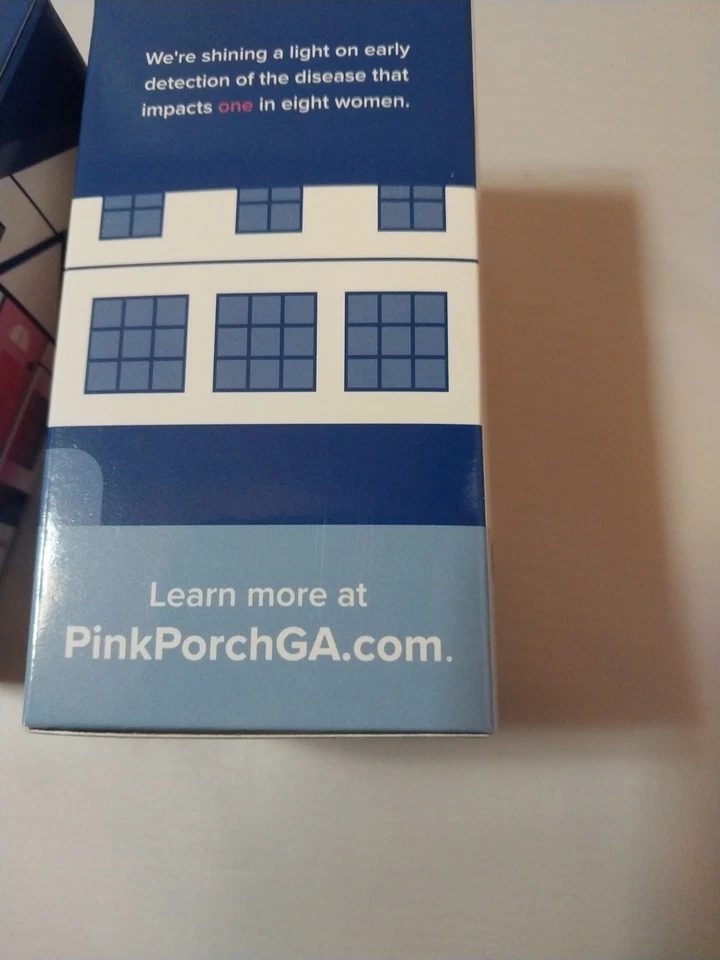 We're shining a light on early
detection of the disease that
impacts one in eight women.
Learn more at
PinkPorchGA.com.